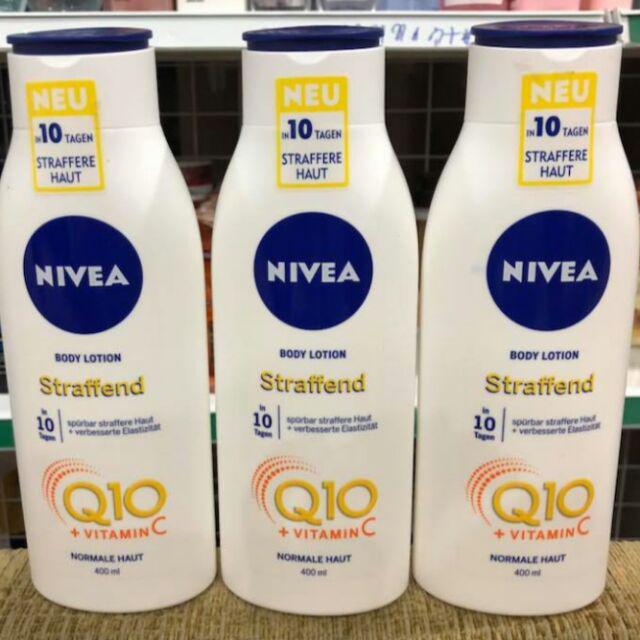 NEU
IN 10 TAGEN
STRAFFERE
HAUT
NIVEA
BODY LOTION
Straffend
in
10
Tagen
spürbar straffere Haut
+ verbesserte Elastizität
Q10
+ VITAMIN C
NORMALE HAUT
400 ml
NEU
IN 10 TAGEN
STRAFFERE
HAUT
NIVEA
BODY LOTION
Straffend
in
10
Tagen
spürbar straffere Haut
+ verbesserte Elastizität
Q10
+ VITAMIN C
NORMALE HAUT
400 ml
NEU
IN 10 TAGEN
STRAFFERE
HAUT
NIVEA
BODY LOTION
Straffend
in
10
Tagen
spürbar straffere Haut
+ verbesserte Elastizität
Q10
+ VITAMIN C
NORMALE HAUT
400 ml